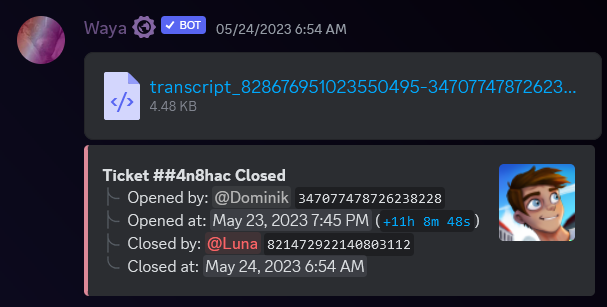 Waya ✔ BOT 05/24/2023 6:54 AM
transcript_828676951023550495-34707747872623...
4.48 KB
Ticket ##4n8hac Closed
Opened by: @Dominik 347077478726238228
Opened at: May 23, 2023 7:45 PM (+11h 8m 48s)
Closed by: @Luna 821472922140803112
Closed at: May 24, 2023 6:54 AM